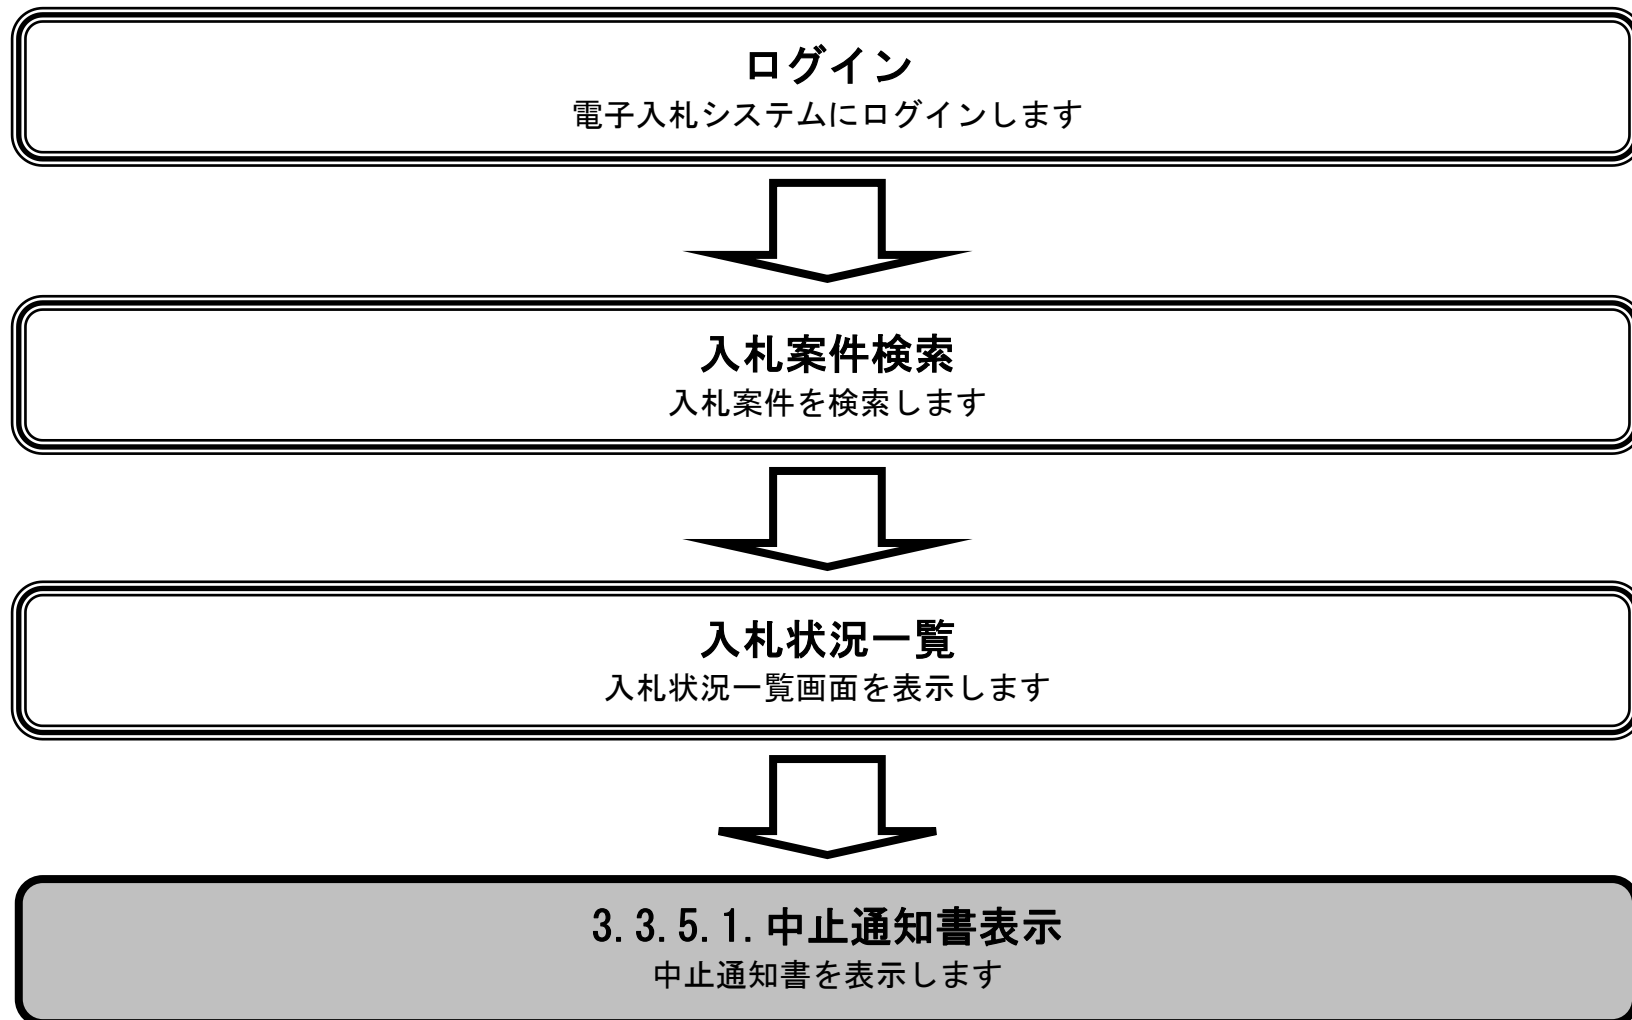 ログイン
電子入札システムにログインします
入札案件検索
入札案件を検索します
入札状況一覧
入札状況一覧画面を表示します
3.3.5.1.中止通知書表示
中止通知書を表示します